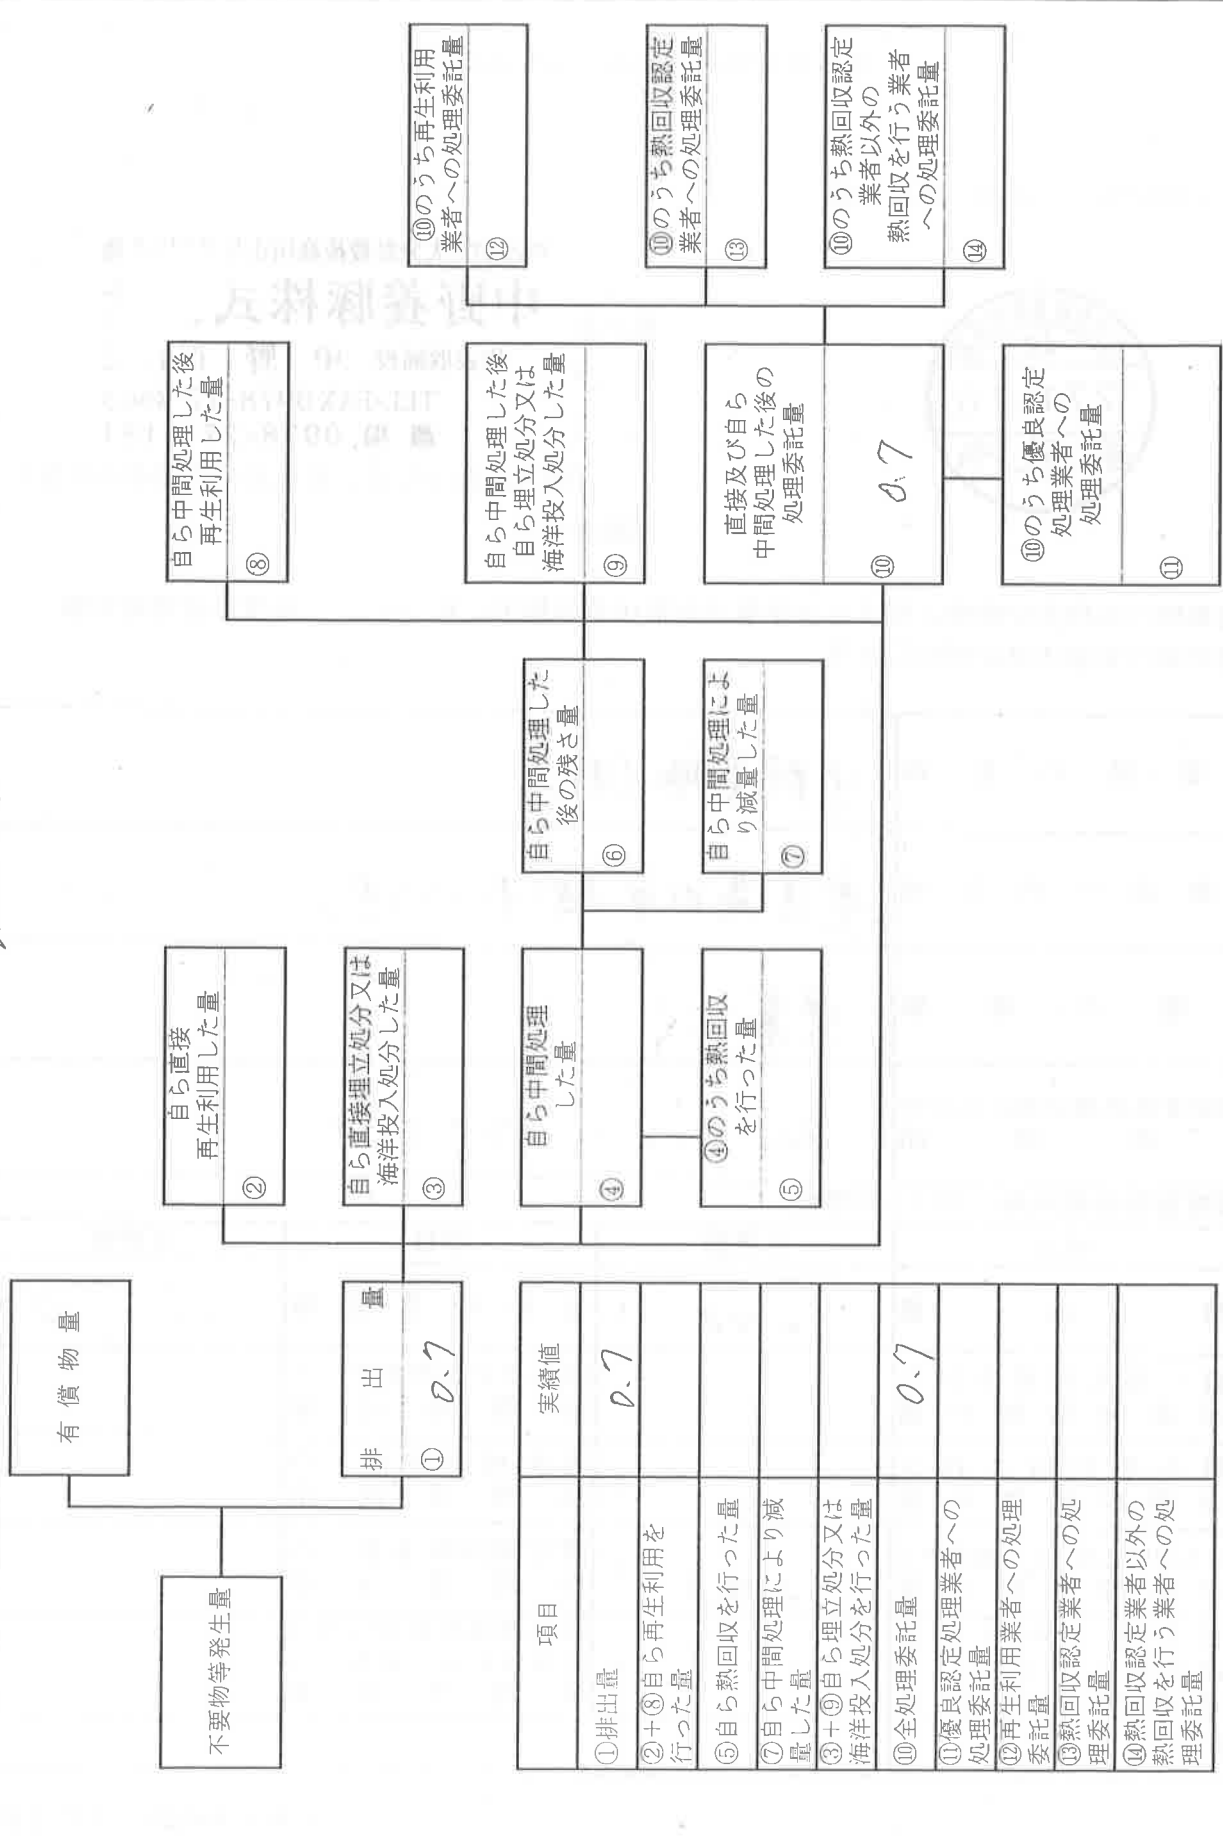 不要物等発生量
有償物量
排出量
① 0.7
自ら直接
再生利用した量
②
自ら直接埋立処分又は
海洋投入処分した量
③
自ら中間処理
した量
④
④のうち熱回収
を行った量
⑤
自ら中間処理した
後の残さ量
⑥
自ら中間処理によ
り減量した量
⑦
自ら中間処理した後
再生利用した量
⑧
自ら中間処理した後
自ら埋立処分又は
海洋投入処分した量
⑨
直接及び自ら
中間処理した後の
処理委託量
⑩ 0.7
⑩のうち優良認定
処理業者への
処理委託量
⑪
⑩のうち再生利用
業者への処理委託量
⑫
⑩のうち熱回収認定
業者への処理委託量
⑬
⑩のうち熱回収認定
業者以外の
熱回収を行う業者
への処理委託量
⑭
項目 実績値
①排出量 0.7
②+⑧自ら再生利用を
行った量
⑤自ら熱回収を行った量
⑦自ら中間処理により減
量した量
③+⑨自ら埋立処分又は
海洋投入処分を行った量
⑩全処理委託量 0.7
⑪優良認定処理業者への
処理委託量
⑫再生利用業者への処理
委託量
⑬熱回収認定業者への処
理委託量
⑭熱回収認定業者以外の
熱回収を行う業者への処
理委託量